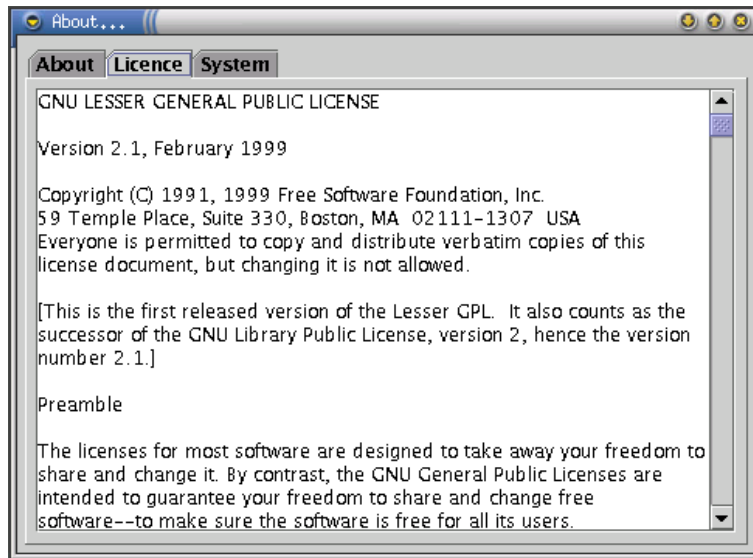 About...
About Licence System
GNU LESSER GENERAL PUBLIC LICENSE
Version 2.1, February 1999
Copyright (C) 1991, 1999 Free Software Foundation, Inc.
59 Temple Place, Suite 330, Boston, MA  02111-1307  USA
Everyone is permitted to copy and distribute verbatim copies of this
license document, but changing it is not allowed.
[This is the first released version of the Lesser GPL.  It also counts as the
successor of the GNU Library Public License, version 2, hence the version
number 2.1.]
Preamble
The licenses for most software are designed to take away your freedom to
share and change it. By contrast, the GNU General Public Licenses are
intended to guarantee your freedom to share and change free
software--to make sure the software is free for all its users.